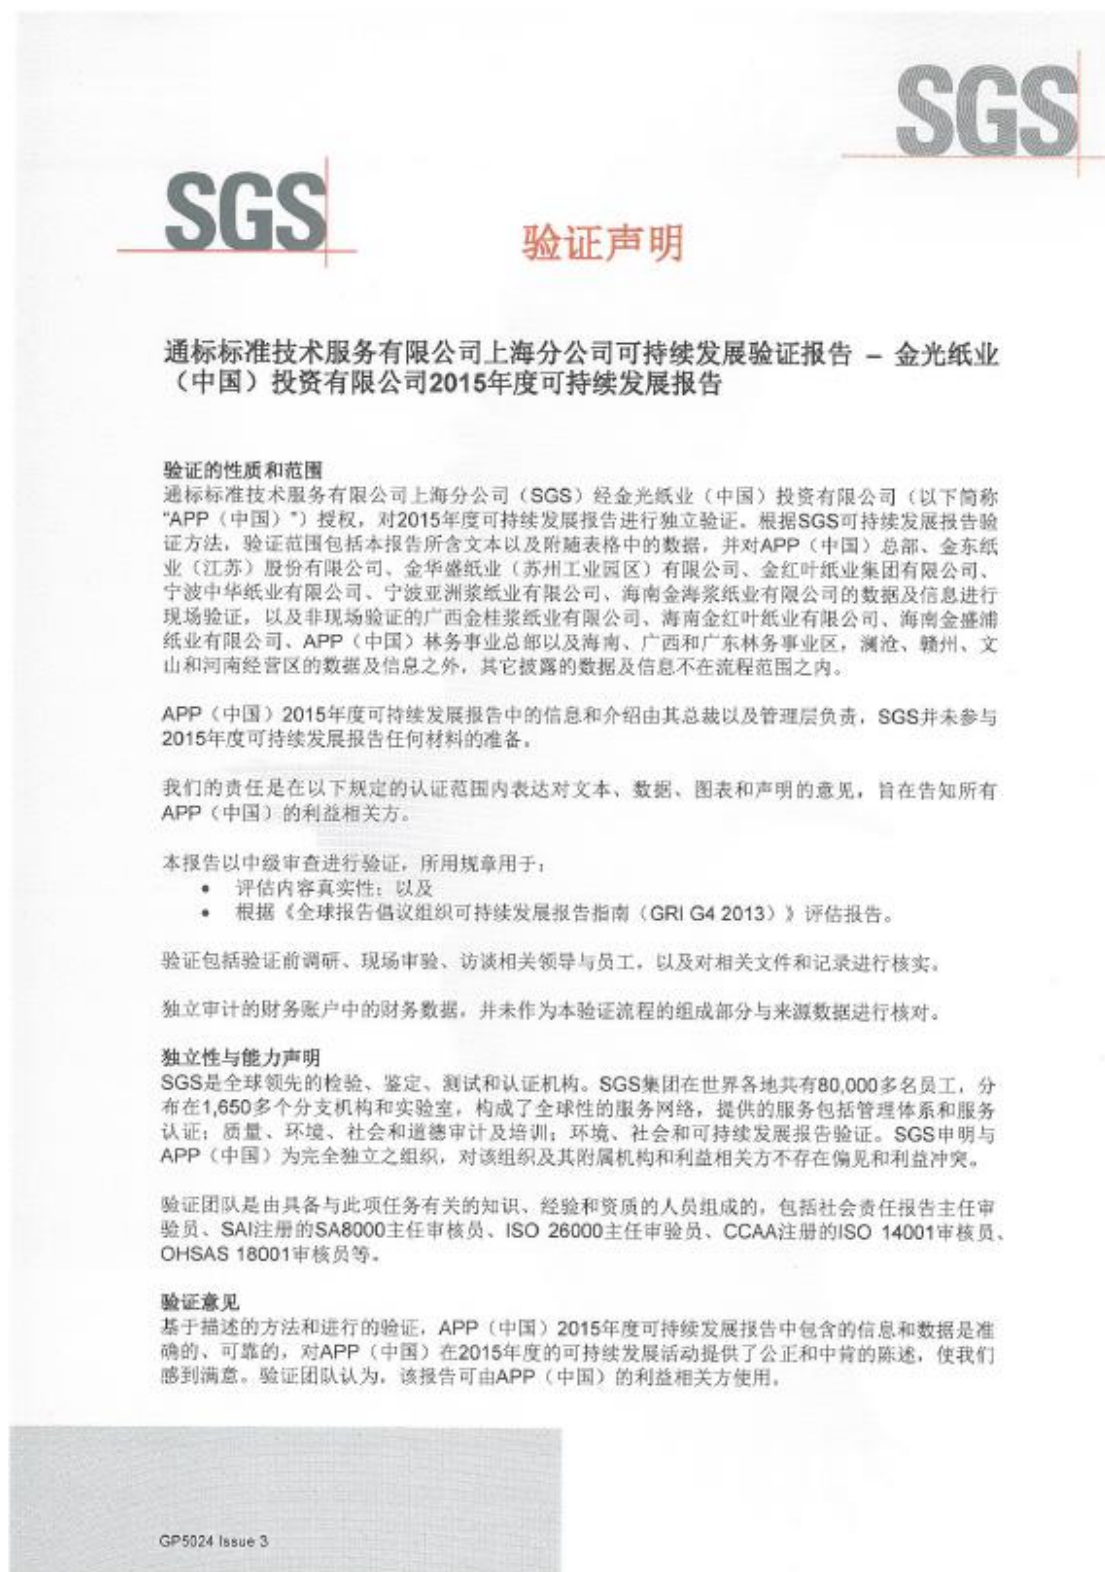 SGS
SGS
验证声明
通标标准技术服务有限公司上海分公司可持续发展验证报告 – 金光纸业
（中国）投资有限公司2015年度可持续发展报告
验证的性质和范围
通标标准技术服务有限公司上海分公司（SGS）经金光纸业（中国）投资有限公司（以下简称
“APP（中国）”）授权，对2015年度可持续发展报告进行独立验证。根据SGS可持续发展报告验
证方法，验证范围包括本报告所含文本以及附随表格中的数据，并对APP（中国）总部、金东纸
业（江苏）股份有限公司、金华盛纸业（苏州工业园区）有限公司、金红叶纸业集团有限公司、
宁波中华纸业有限公司、宁波亚洲浆纸业有限公司、海南金海浆纸业有限公司的数据及信息进行
现场验证，以及非现场验证的广西金桂浆纸业有限公司、海南金红叶纸业有限公司、海南金盛浦
纸业有限公司、APP（中国）林务事业总部以及海南、广西和广东林务事业区，澜沧、赣州、文
山和河南经营区的数据及信息之外，其它披露的数据及信息不在流程范围之内。
APP（中国）2015年度可持续发展报告中的信息和介绍由其总裁以及管理层负责，SGS并未参与
2015年度可持续发展报告任何材料的准备。
我们的责任是在以下规定的认证范围内表达对文本、数据、图表和声明的意见，旨在告知所有
APP（中国）的利益相关方。
本报告以中级审查进行验证，所用规章用于：
• 评估内容真实性；以及
• 根据《全球报告倡议组织可持续发展报告指南（GRI G4 2013）》评估报告。
验证包括验证前调研、现场审验、访谈相关领导与员工，以及对相关文件和记录进行核实。
独立审计的财务账户中的财务数据，并未作为本验证流程的组成部分与来源数据进行核对。
独立性与能力声明
SGS是全球领先的检验、鉴定、测试和认证机构。SGS集团在世界各地共有80,000多名员工，分
布在1,650多个分支机构和实验室，构成了全球性的服务网络，提供的服务包括管理体系和服务
认证；质量、环境、社会和道德审计及培训；环境、社会和可持续发展报告验证。SGS申明与
APP（中国）为完全独立之组织，对该组织及其附属机构和利益相关方不存在偏见和利益冲突。
验证团队是由具备与此项任务有关的知识、经验和资质的人员组成的，包括社会责任报告主任审
验员、SAI注册的SA8000主任审核员、ISO 26000主任审验员、CCAA注册的ISO 14001审核员、
OHSAS 18001审核员等。
验证意见
基于描述的方法和进行的验证，APP（中国）2015年度可持续发展报告中包含的信息和数据是准
确的、可靠的，对APP（中国）在2015年度的可持续发展活动提供了公正和中肯的陈述，使我们
感到满意。验证团队认为，该报告可由APP（中国）的利益相关方使用。
GP5024 Issue 3